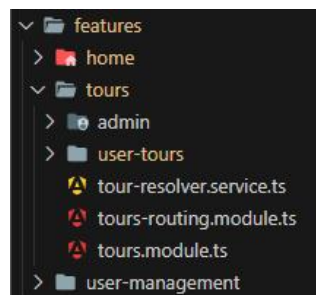 features
home
tours
admin
user-tours
tour-resolver.service.ts
tours-routing.module.ts
tours.module.ts
user-management